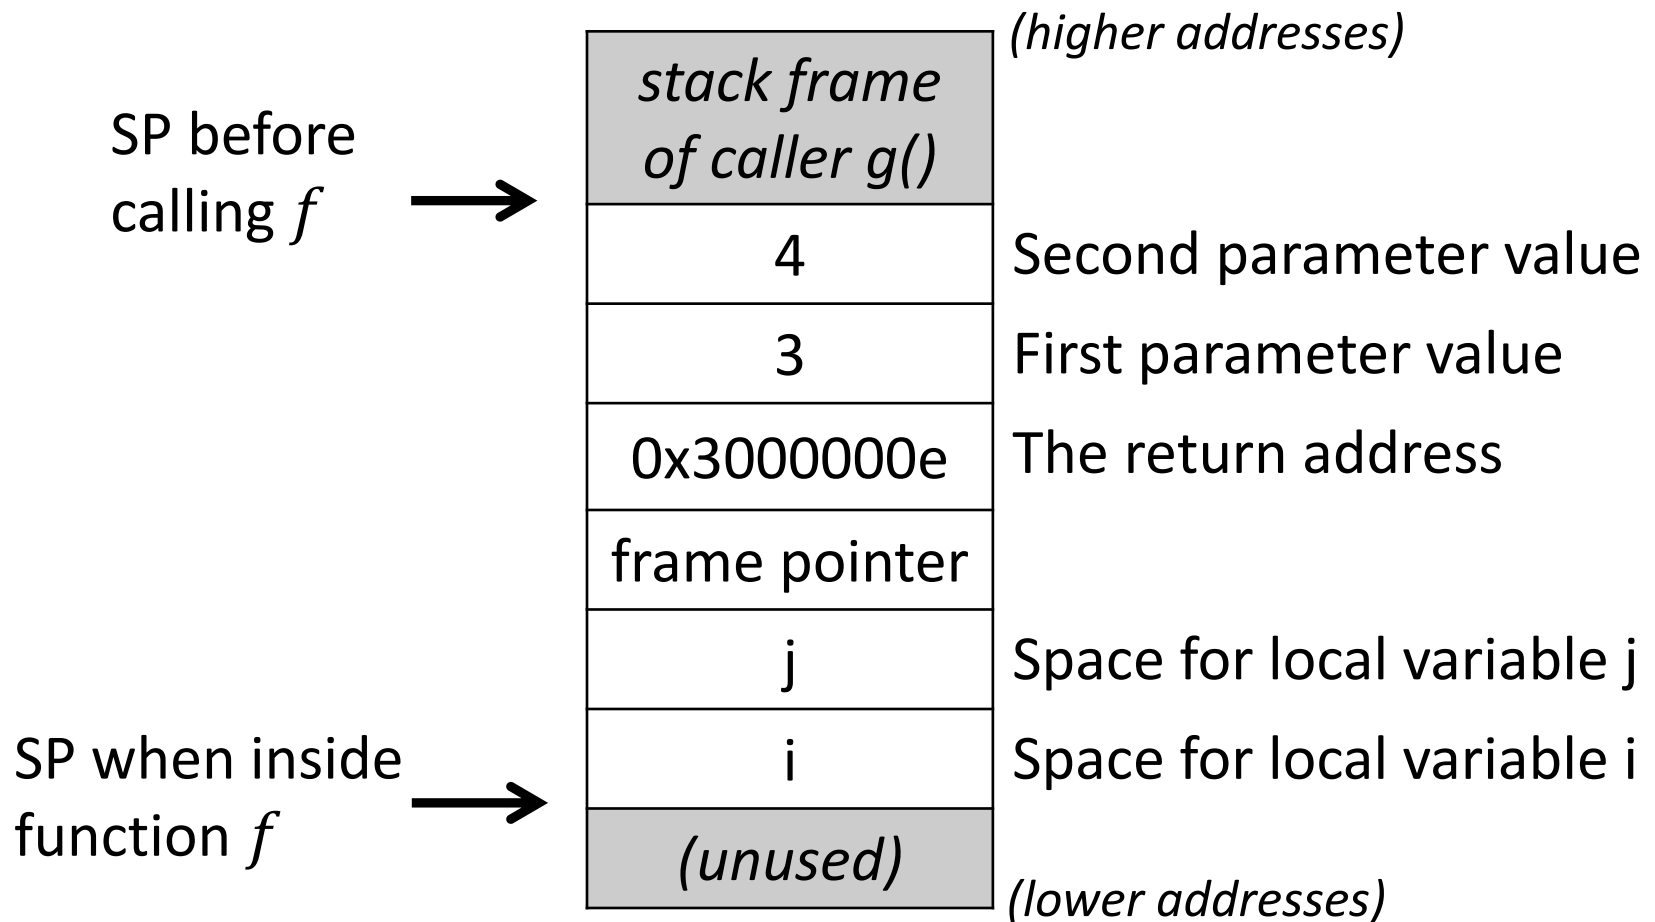 (higher addresses)
stack frame
of caller g()
SP before
calling f
4
Second parameter value
3
First parameter value
0x3000000e
The return address
frame pointer
j
Space for local variable j
SP when inside
function f
i
Space for local variable i
(unused)
(lower addresses)